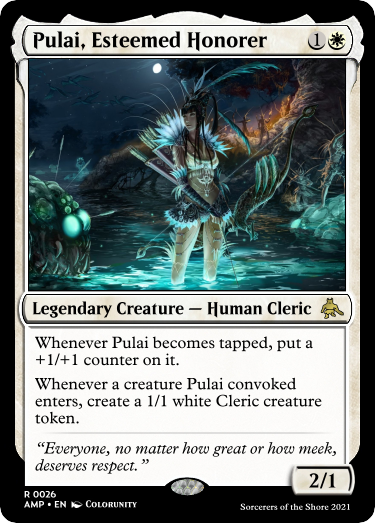 Pulai, Esteemed Honorer 1
Legendary Creature — Human Cleric
Whenever Pulai becomes tapped, put a
+1/+1 counter on it.
Whenever a creature Pulai convoked
enters, create a 1/1 white Cleric creature
token.
“Everyone, no matter how great or how meek,
deserves respect.”
2/1
R 0026
AMP • EN Colorunity
Sorcerers of the Shore 2021